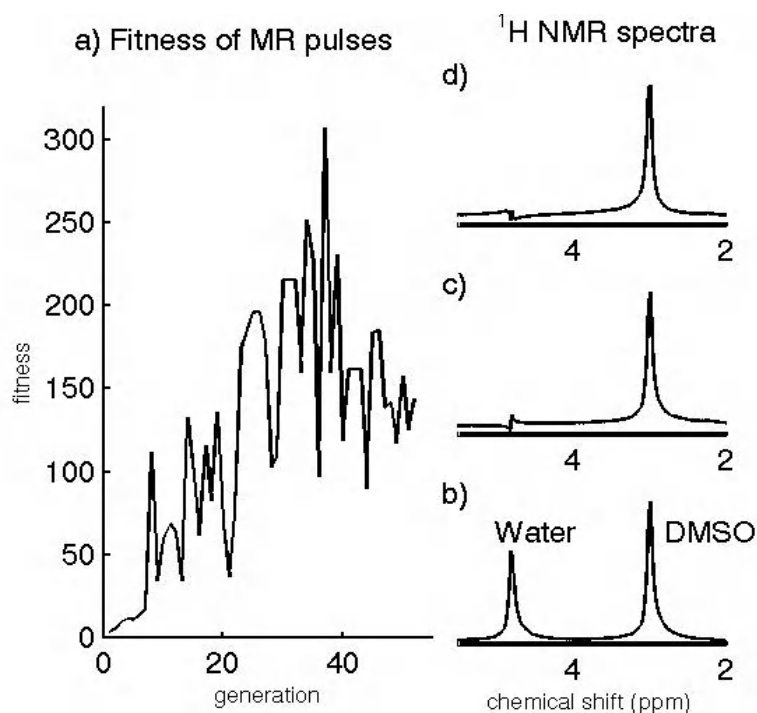 a) Fitness of MR pulses
300
250
200
150
100
50
0
fitness
0 20 40
generation
¹H NMR spectra
d)
4 2
c)
4 2
b)
Water DMSO
4 2
chemical shift (ppm)